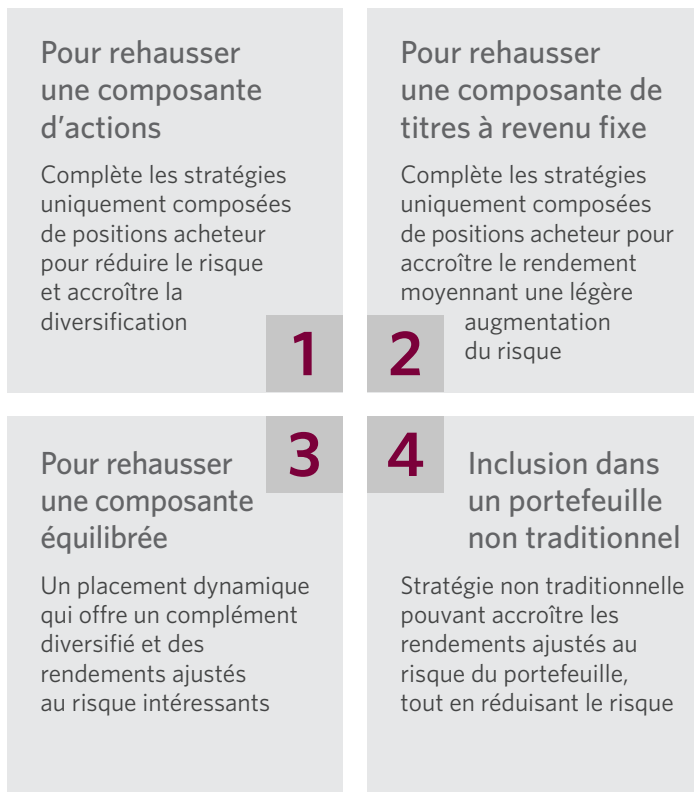 Pour rehausser
une composante
d'actions
Complète les stratégies
uniquement composées
de positions acheteur
pour réduire le risque
et accroître la
diversification
1
Pour rehausser
une composante de
titres à revenu fixe
Complète les stratégies
uniquement composées
de positions acheteur pour
accroître le rendement
moyennant une légère
augmentation
du risque
2
Pour rehausser
une composante
équilibrée
Un placement dynamique
qui offre un complément
diversifié et des
rendements ajustés
au risque intéressants
3
4
Inclusion dans
un portefeuille
non traditionnel
Stratégie non traditionnelle
pouvant accroître les
rendements ajustés au
risque du portefeuille,
tout en réduisant le risque